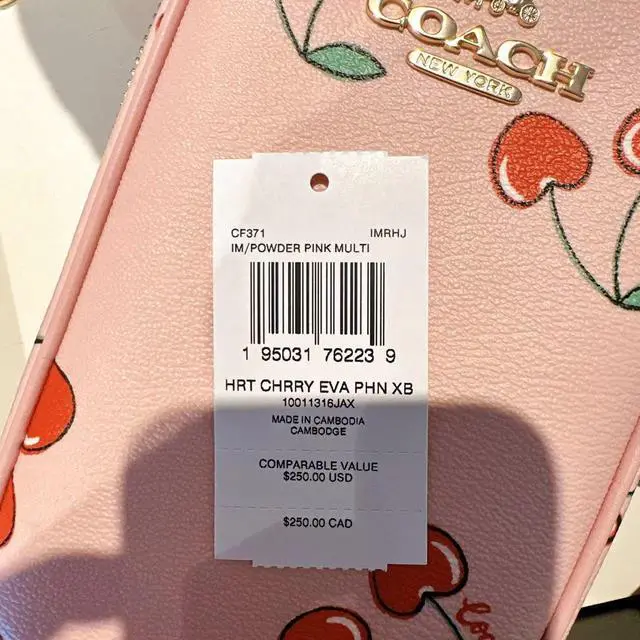 COACH
NEW YORK
CF371 IMRHJ
IM/POWDER PINK MULTI
1 95031 76223 9
HRT CHRRY EVA PHN XB
10011316JAX
MADE IN CAMBODIA
CAMBODGE
COMPARABLE VALUE
$250.00 USD
$250.00 CAD